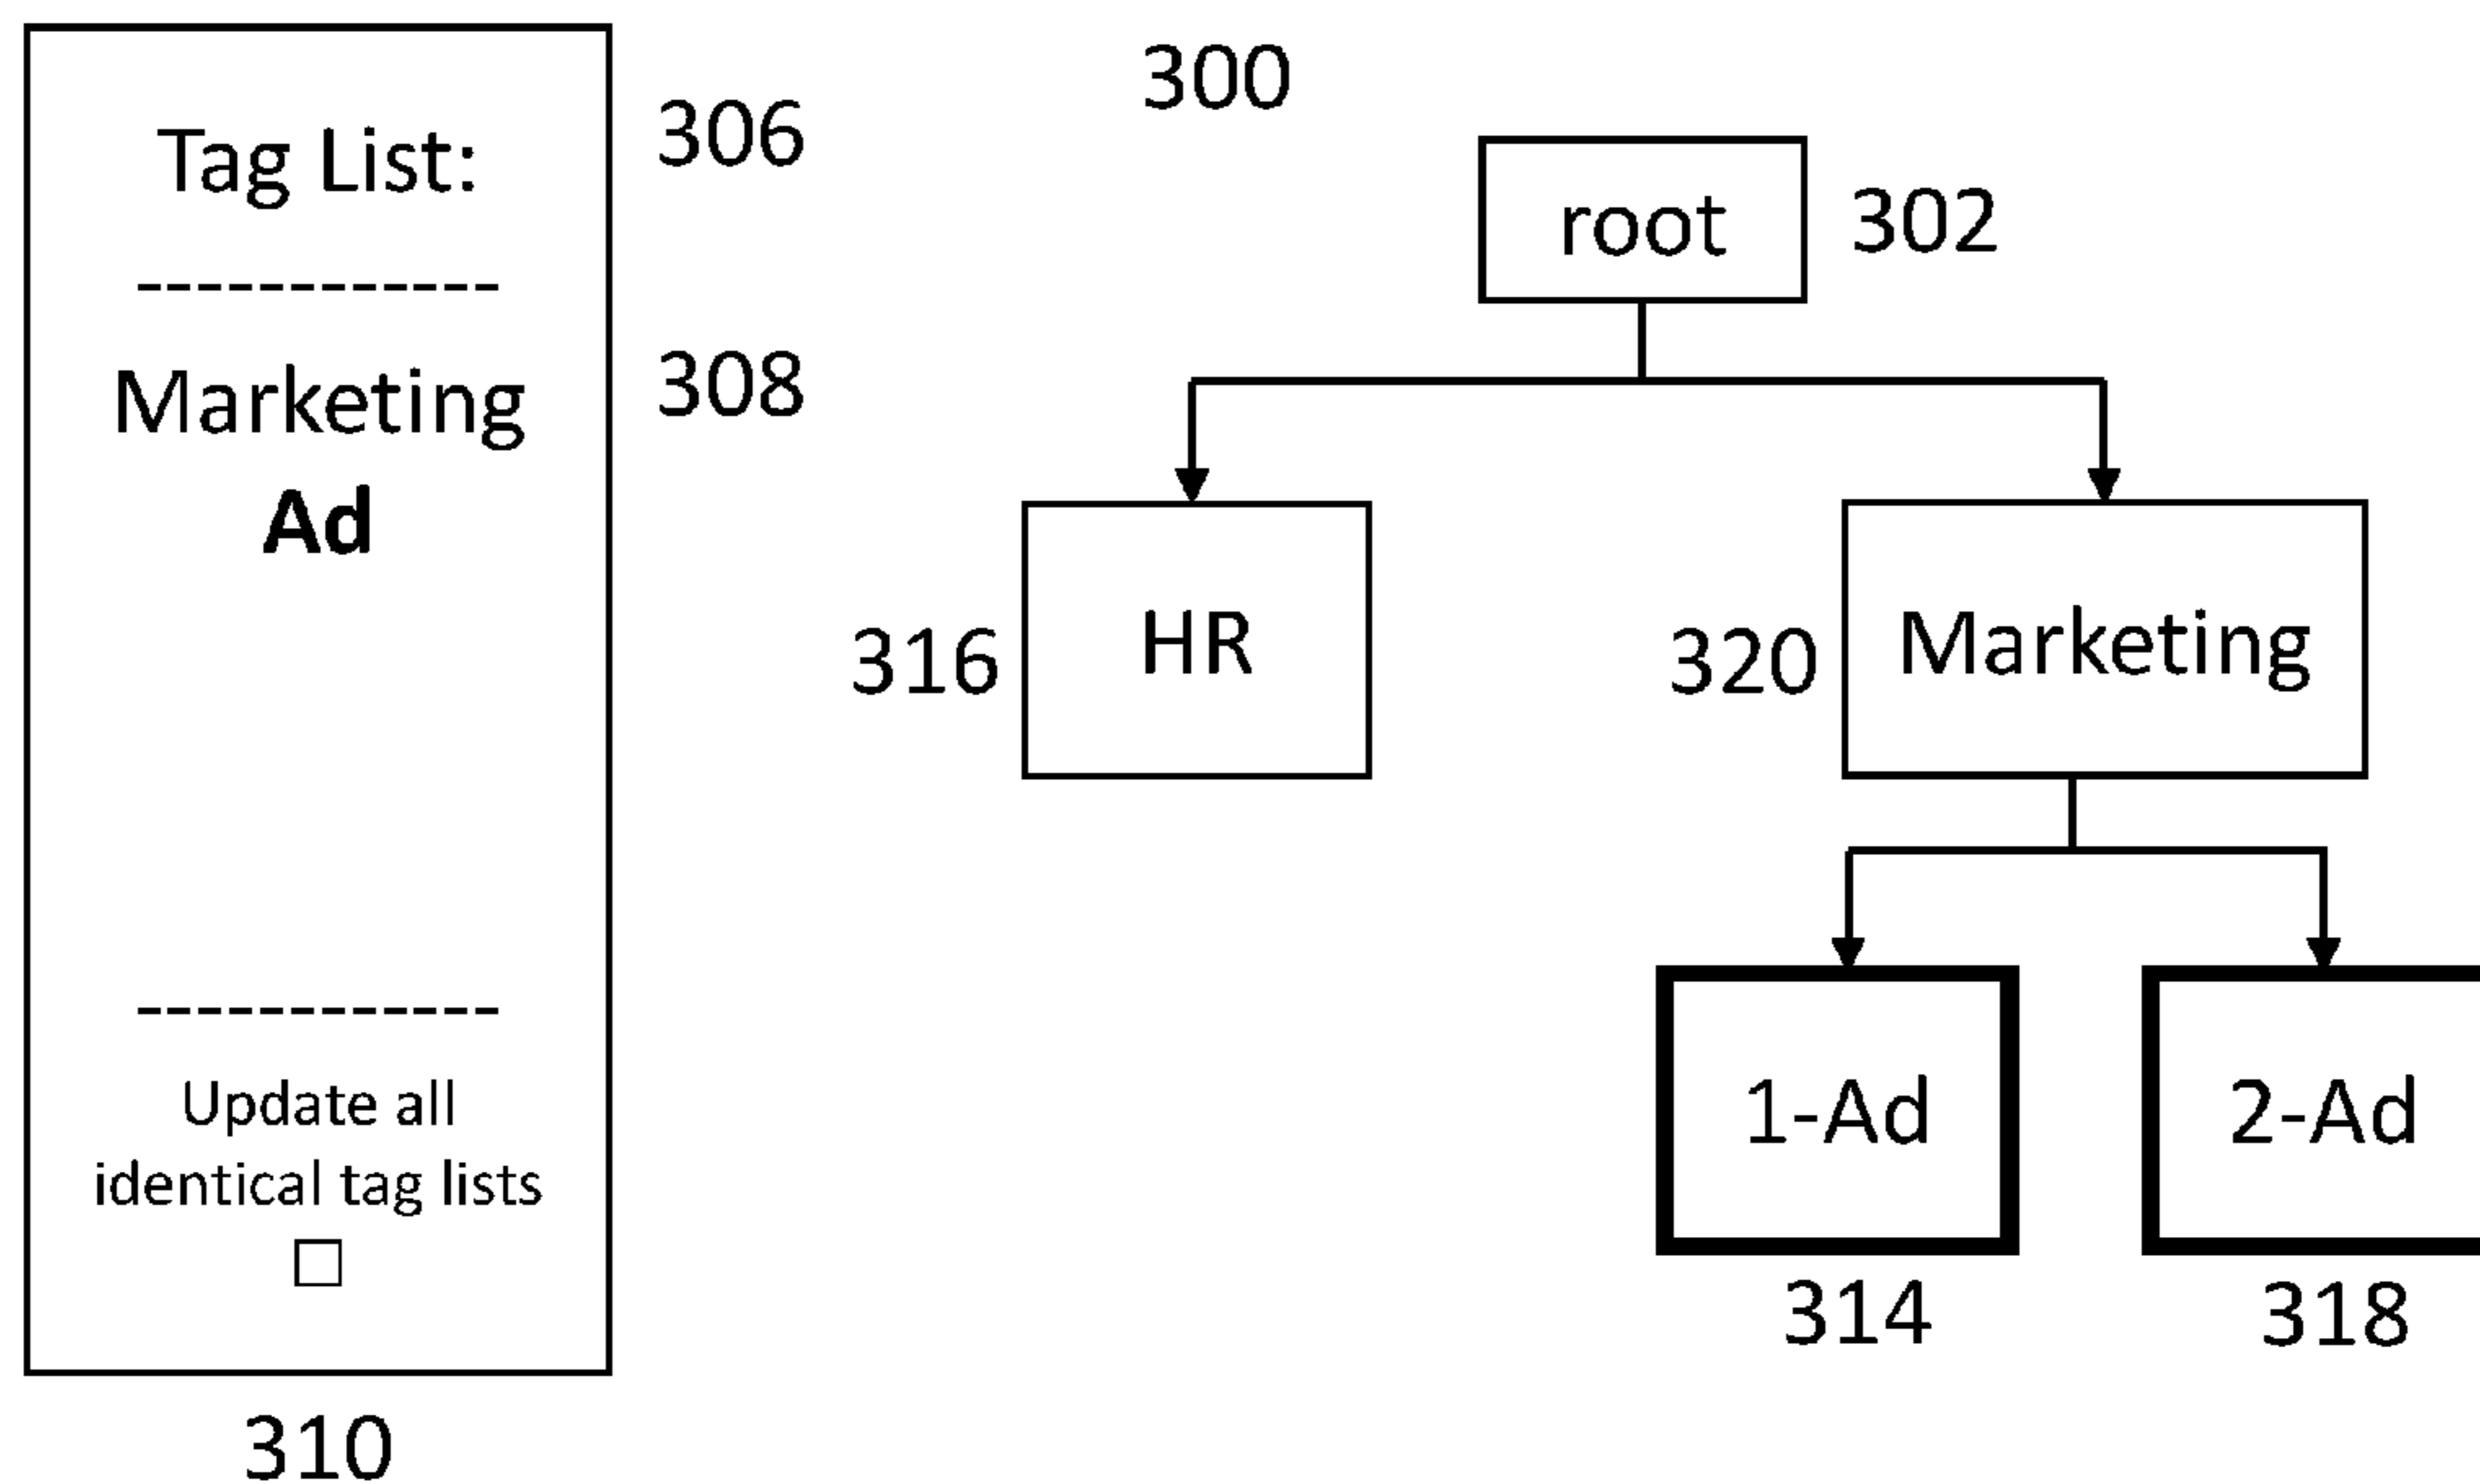 Tag List:
-------------
Marketing
Ad
-------------
Update all
identical tag lists
310
306
308
300
root
302
316
HR
320
Marketing
1-Ad
2-Ad
314
318